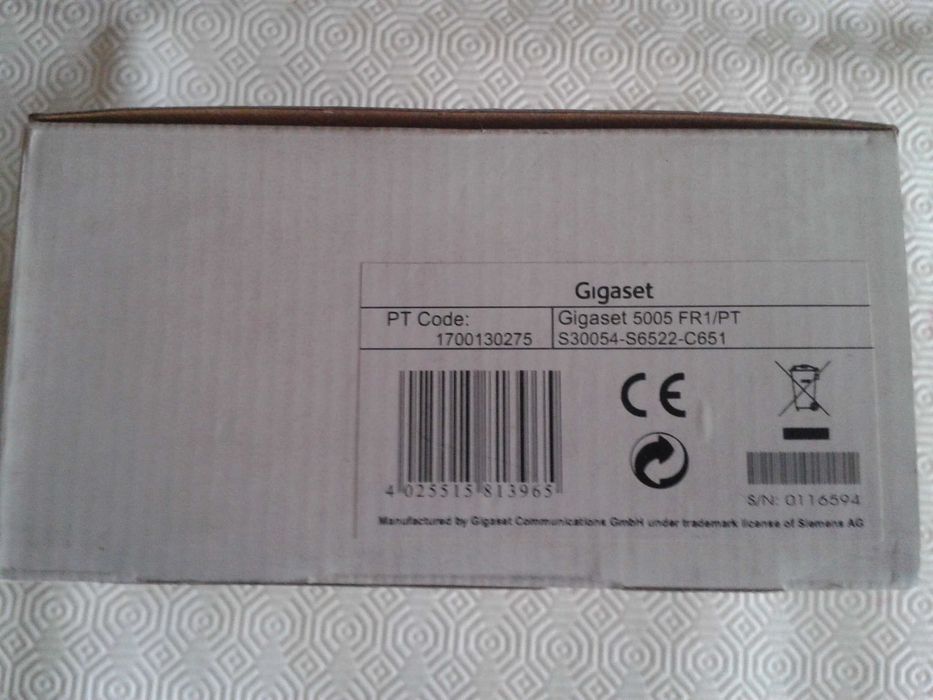 Gigaset
PT Code:
1700130275
Gigaset 5005 FR1/PT
S30054-S6522-C651
CE
4 025515 813965
S/N: 0116594
Manufactured by Gigaset Communications GmbH under trademark license of Siemens AG